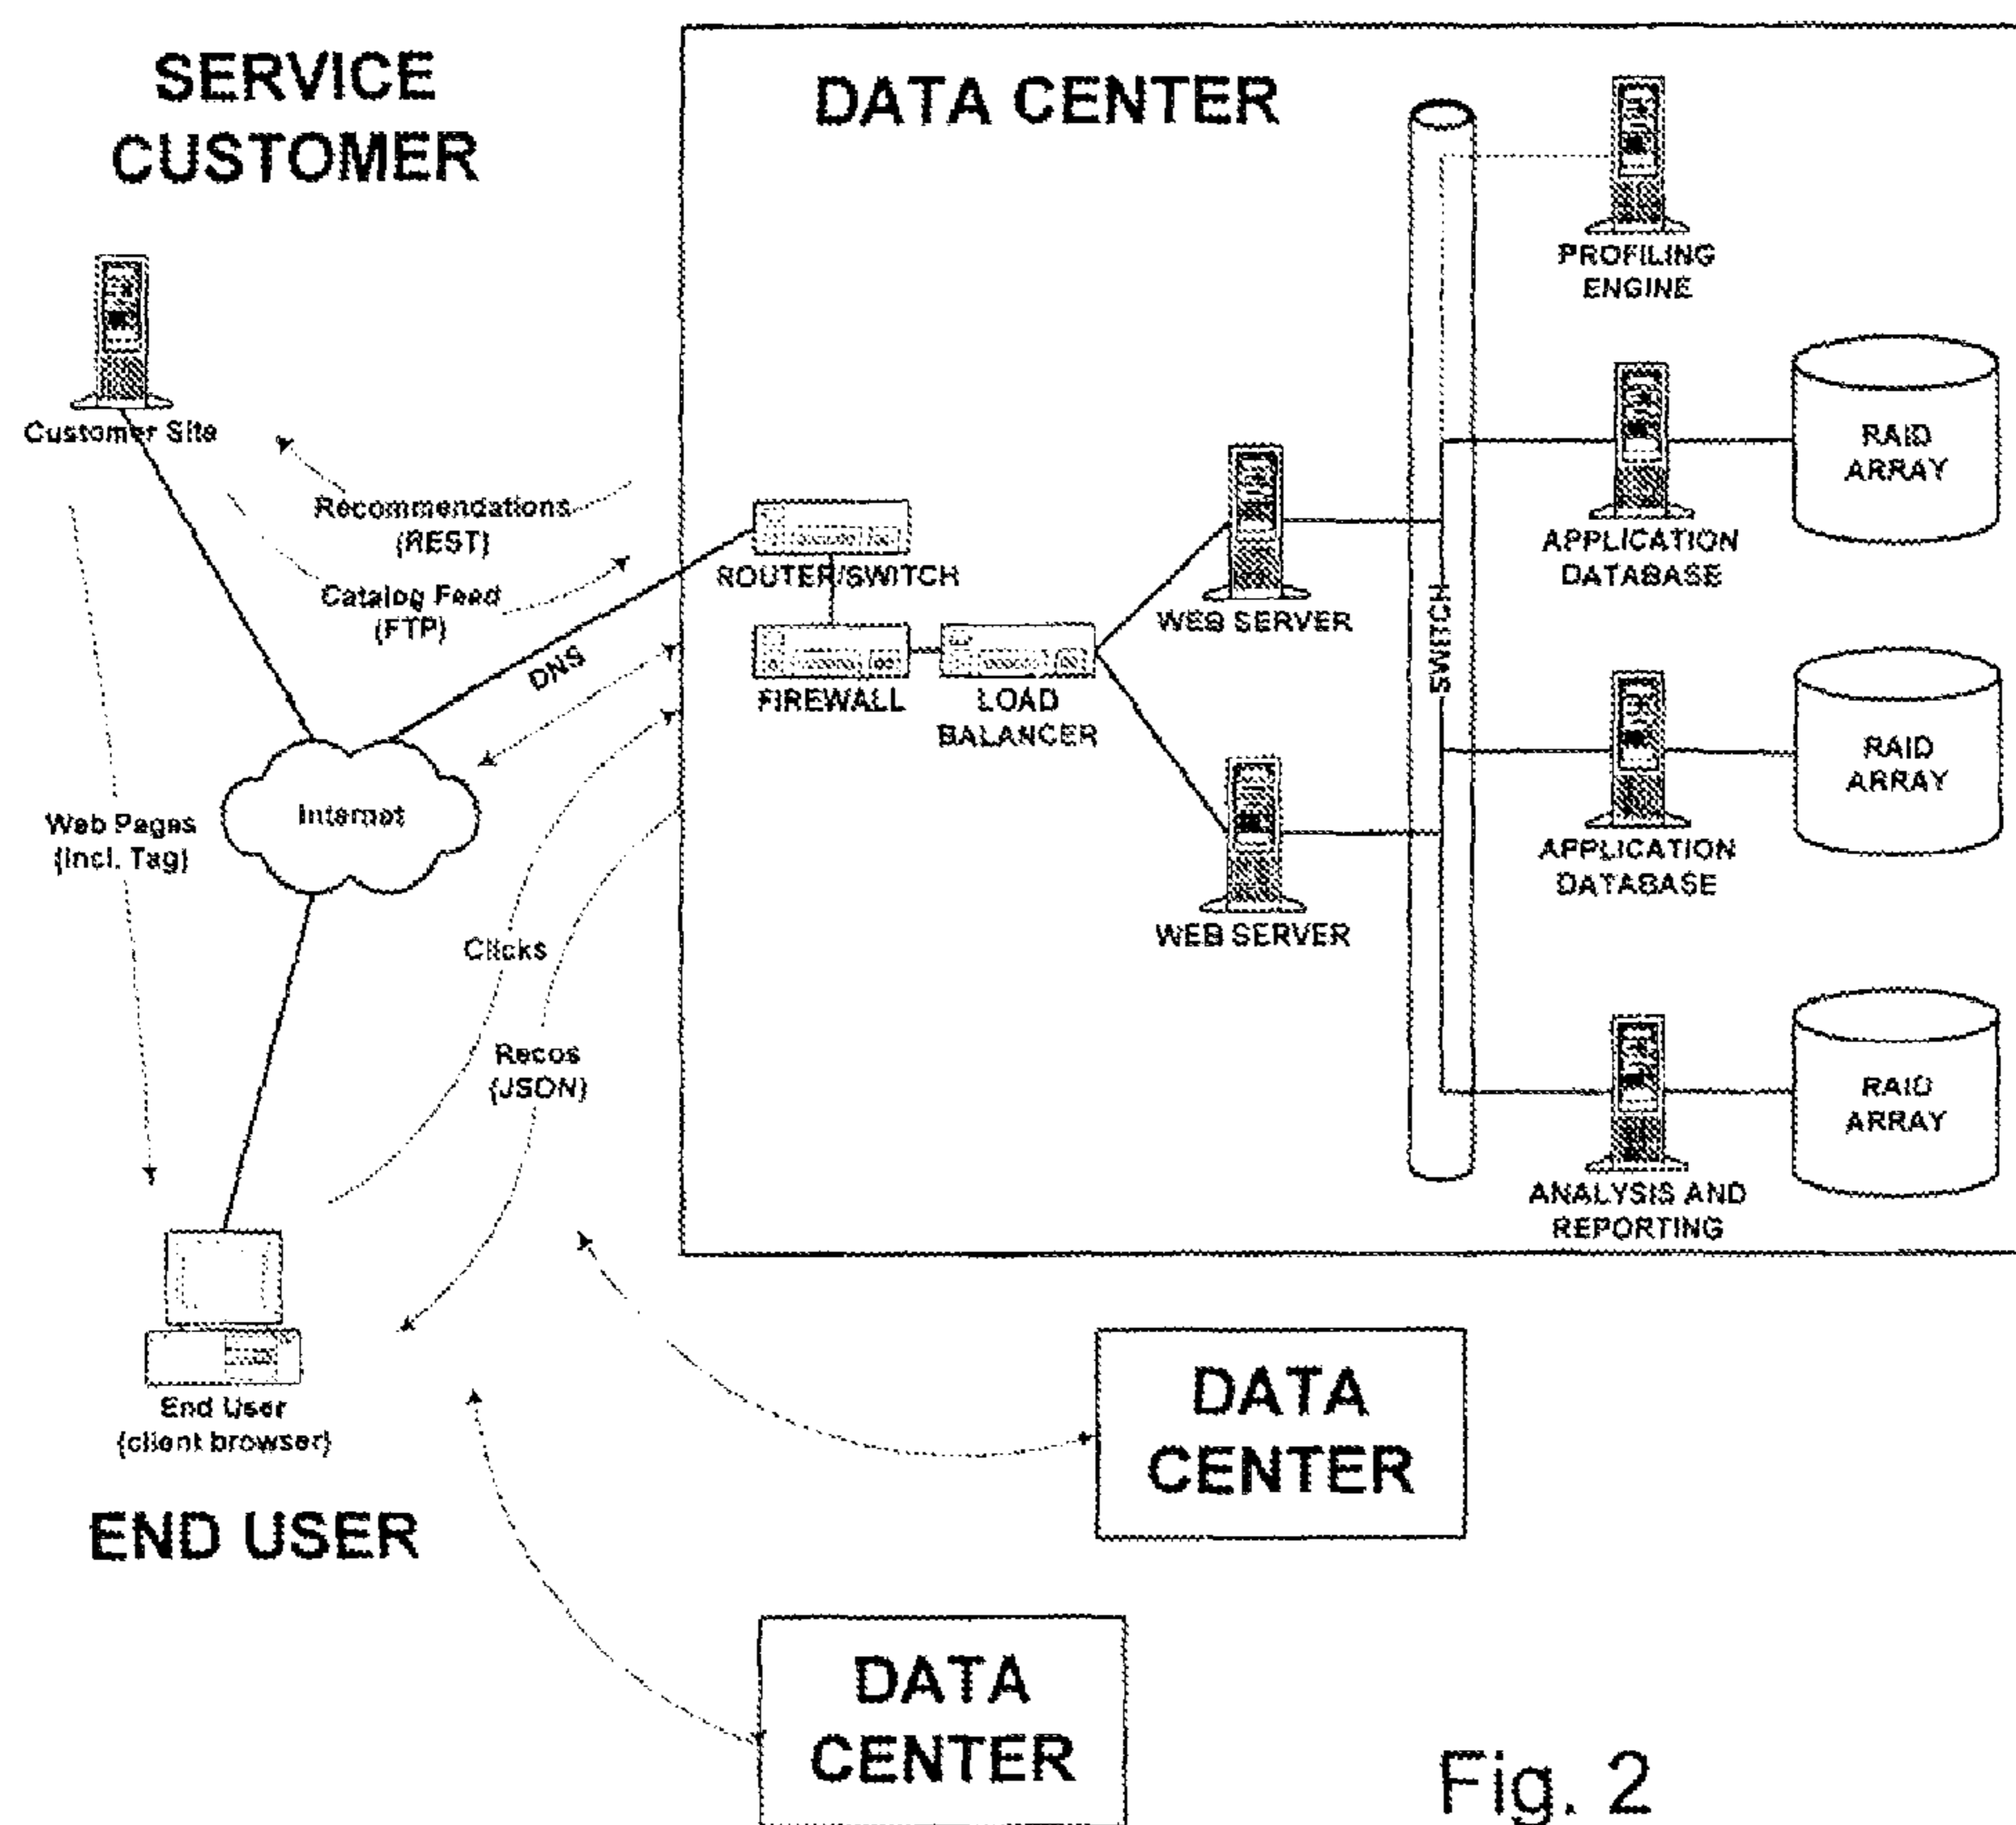 SERVICE
CUSTOMER
DATA CENTER
PROFILING
ENGINE
Customer Site
Recommendations
(REST)
Catalog Feed
(FTP)
DNS
ROUTER/SWITCH
FIREWALL
LOAD
BALANCER
WEB SERVER
WEB SERVER
SWITCH
APPLICATION
DATABASE
RAID
ARRAY
APPLICATION
DATABASE
RAID
ARRAY
ANALYSIS AND
REPORTING
RAID
ARRAY
Internet
Web Pages
(incl. Tag)
Clicks
Recos
(JSON)
End User
(client browser)
END USER
DATA
CENTER
DATA
CENTER
Fig. 2